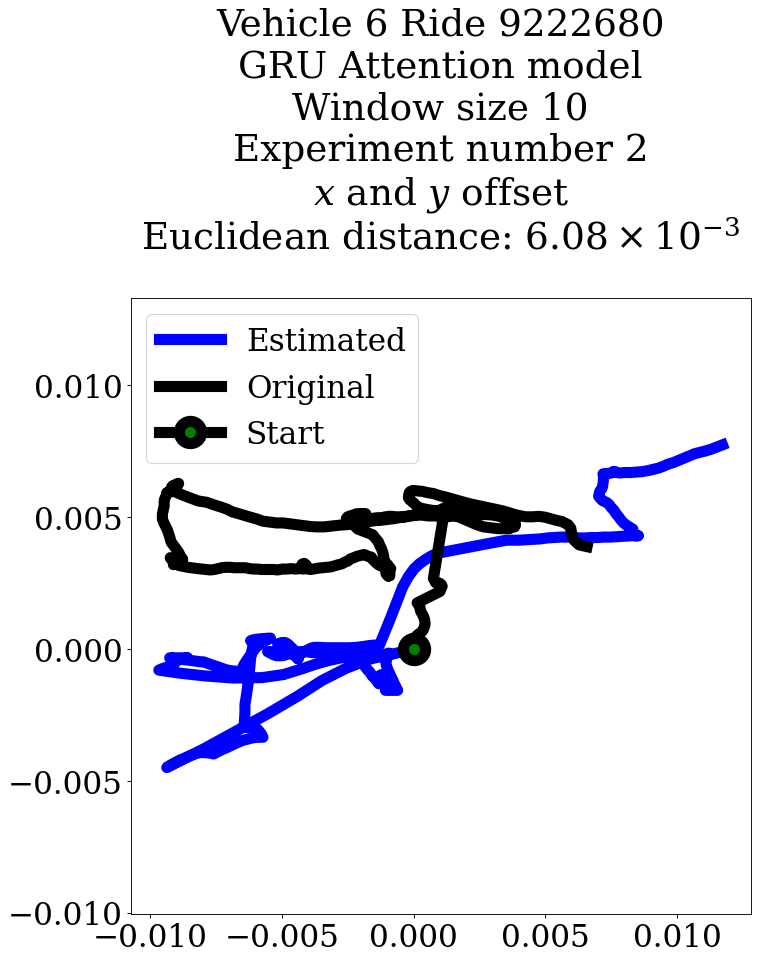 Vehicle 6 Ride 9222680
GRU Attention model
Window size 10
Experiment number 2
x and y offset
Euclidean distance: 6.08 × 10⁻³
Estimated
Original
Start
0.010
0.005
0.000
−0.005
−0.010
−0.010 −0.005 0.000 0.005 0.010